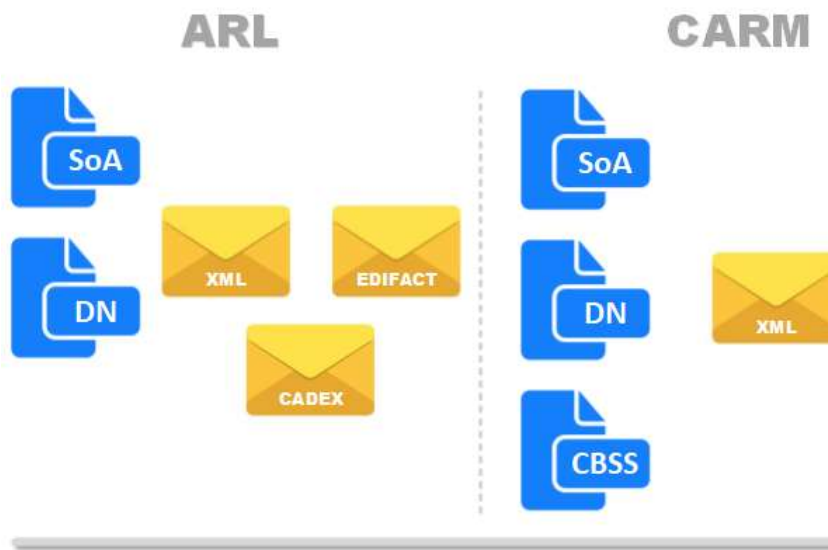 ARL
SoA
DN
XML
EDIFACT
CADEX
CARM
SoA
DN
CBSS
XML